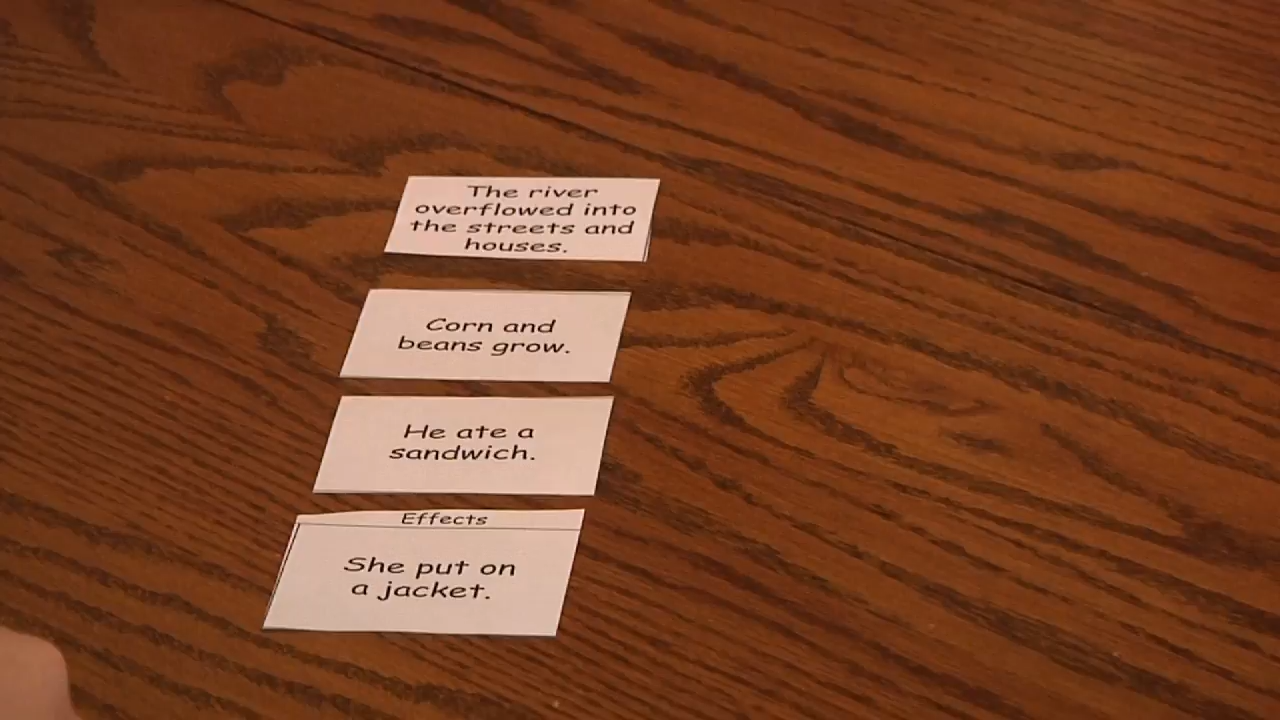 The river
overflowed into
the streets and
houses.
Corn and
beans grow.
He ate a
sandwich.
Effects
She put on
a jacket.